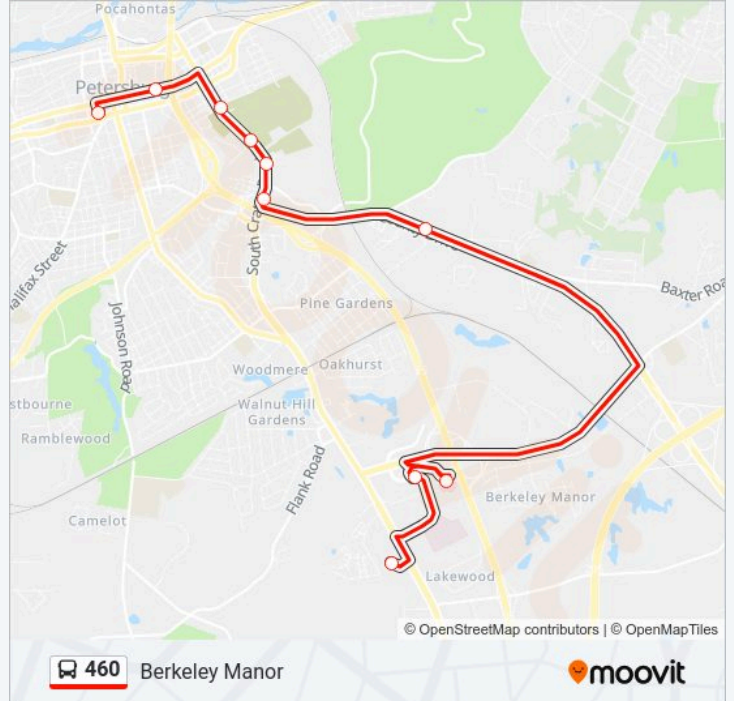 Pocahontas
Petersburg
South Cra
Halifax Street
Johnson Road
Baxter Roa
Pine Gardens
Woodmere
Oakhurst
Walnut-Hill
Gardens
stbourne
Ramblewood
Flank Road
Camelot
Berkeley Manor
Lakewood
© OpenStreetMap contributors | © OpenMapTiles
460
Berkeley Manor
moovit